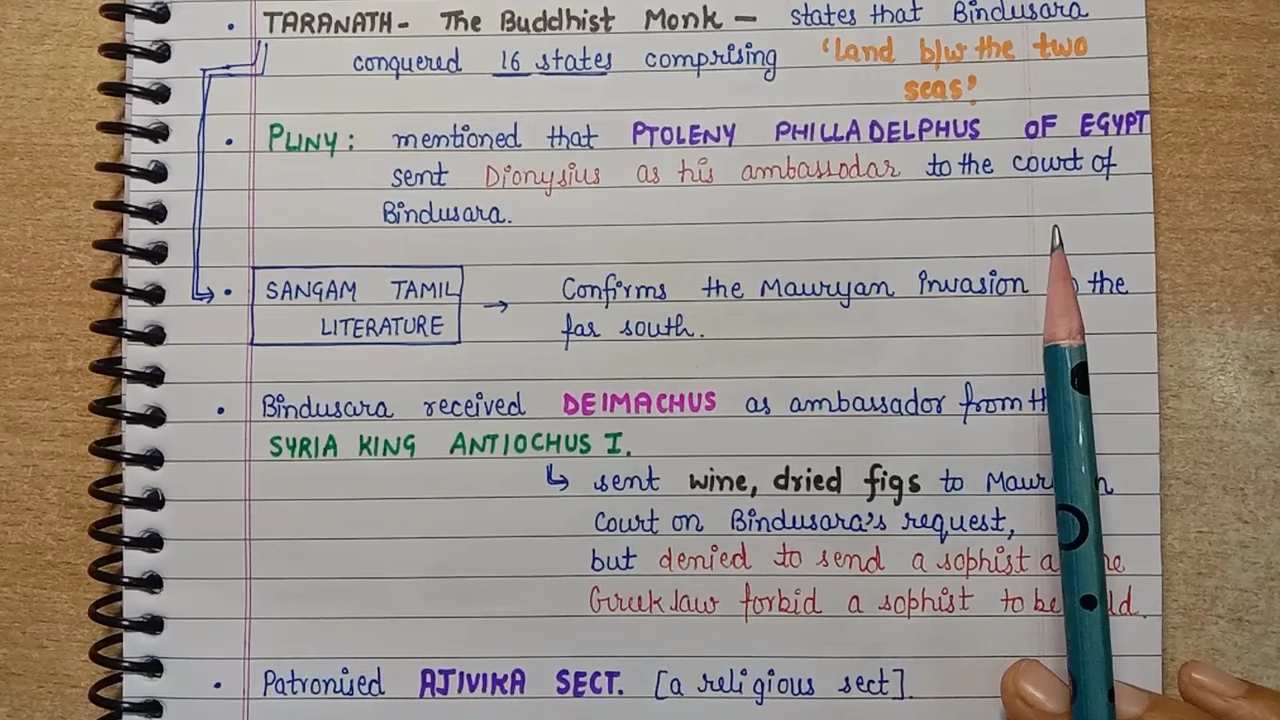 • TARANATH - The Buddhist Monk - states that Bindusara
conquered 16 states comprising 'Land b/w the two
seas'
• PLINY: mentioned that PTOLENY PHILLADELPHUS OF EGYPT
sent Dionysius as his ambassodar to the court of
Bindusara.
• SANGAM TAMIL → Confirms the Mauryan invasion the
LITERATURE far south.
• Bindusara received DEIMACHUS as ambassador from
SYRIA KING ANTIOCHUS I.
↳ sent wine, dried figs to
Court on Bindusara's request,
but denied to send a sophist
Greek law forbid a sophist to be
• Patronised AJIVIKA SECT. [a religious sect].